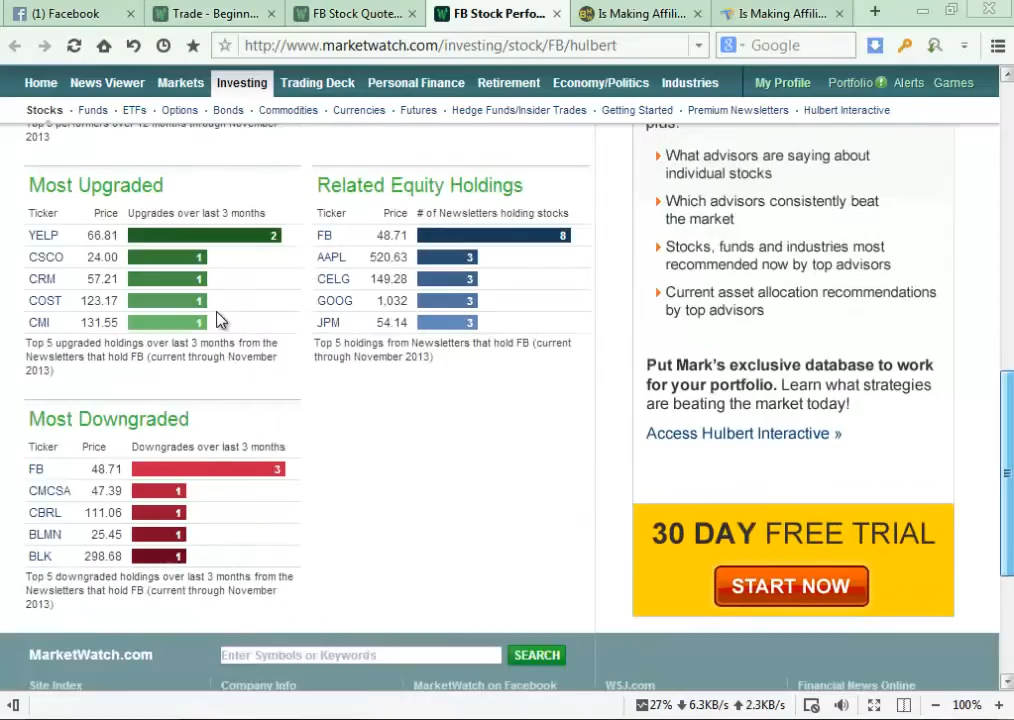 (1) Facebook
Trade - Beginn...
FB Stock Quote...
FB Stock Perfo...
Is Making Affili...
Is Making Affili...
http://www.marketwatch.com/investing/stock/FB/hulbert
Google
Home News Viewer Markets Investing Trading Deck Personal Finance Retirement Economy/Politics Industries My Profile Portfolio Alerts Games
Stocks Funds ETFs Options Bonds Commodities Currencies Futures Hedge Funds/Insider Trades Getting Started Premium Newsletters Hulbert Interactive
Top 5 performers over 12 months through November
2013
Most Upgraded
Ticker Price Upgrades over last 3 months
YELP 66.81 2
CSCO 24.00 1
CRM 57.21 1
COST 123.17 1
CMI 131.55 1
Top 5 upgraded holdings over last 3 months from the
Newsletters that hold FB (current through November
2013)
Related Equity Holdings
Ticker Price # of Newsletters holding stocks
FB 48.71 8
AAPL 520.63 3
CELG 149.28 3
GOOG 1,032 3
JPM 54.14 3
Top 5 holdings from Newsletters that hold FB (current
through November 2013)
Most Downgraded
Ticker Price Downgrades over last 3 months
FB 48.71 3
CMCSA 47.39 1
CBRL 111.06 1
BLMN 25.45 1
BLK 298.68 1
Top 5 downgraded holdings over last 3 months from the
Newsletters that hold FB (current through November
2013)
plus:
What advisors are saying about
individual stocks
Which advisors consistently beat
the market
Stocks, funds and industries most
recommended now by top advisors
Current asset allocation recommendations
by top advisors
Put Mark's exclusive database to work
for your portfolio. Learn what strategies
are beating the market today!
Access Hulbert Interactive »
30 DAY FREE TRIAL
START NOW
MarketWatch.com
Enter Symbols or Keywords
SEARCH
Site Index
Company Info
MarketWatch on Facebook
WSJ.com
Financial News Online
27% 6.3KB/s 2.3KB/s
100%